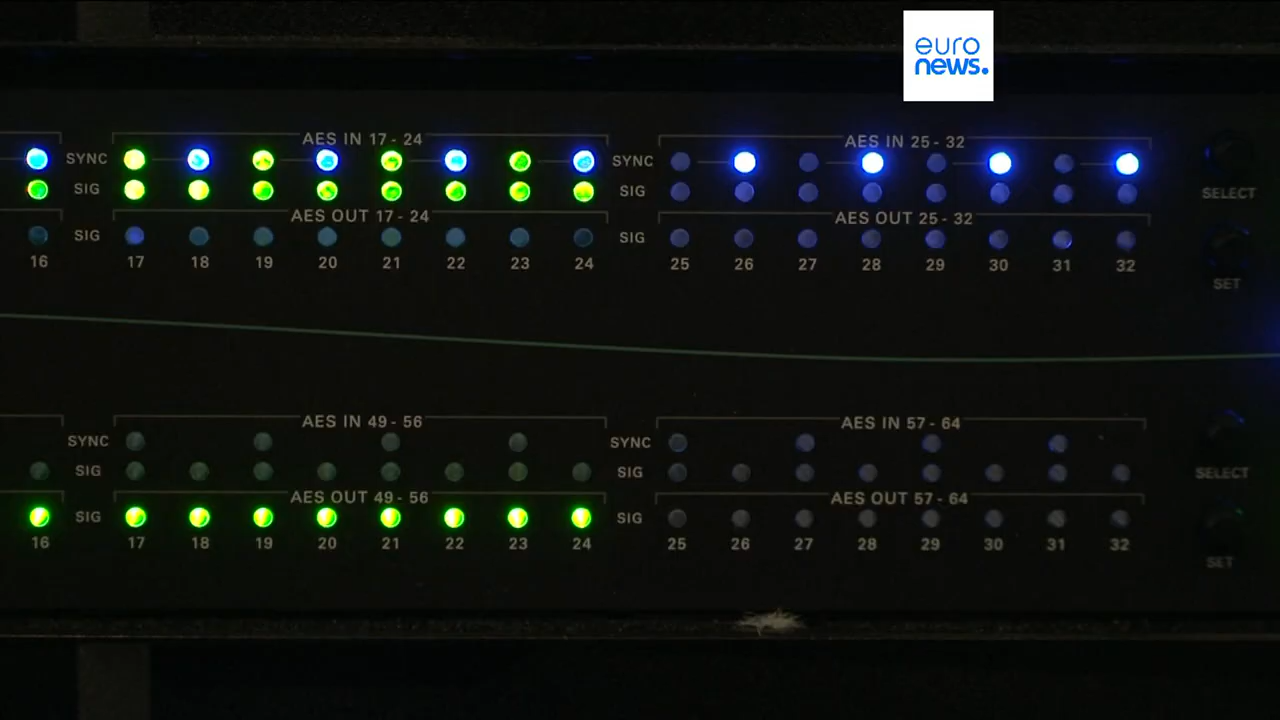 euro
news.
AES IN 17 - 24
AES IN 25 - 32
SYNC
SYNC
SIG
SIG
SELECT
AES OUT 17 - 24
AES OUT 25 - 32
SIG
SIG
16 17 18 19 20 21 22 23 24 25 26 27 28 29 30 31 32
SET
AES IN 49 - 56
AES IN 57 - 64
SYNC
SYNC
SIG
SIG
SELECT
AES OUT 49 - 56
AES OUT 57 - 64
SIG
SIG
16 17 18 19 20 21 22 23 24 25 26 27 28 29 30 31 32
SET